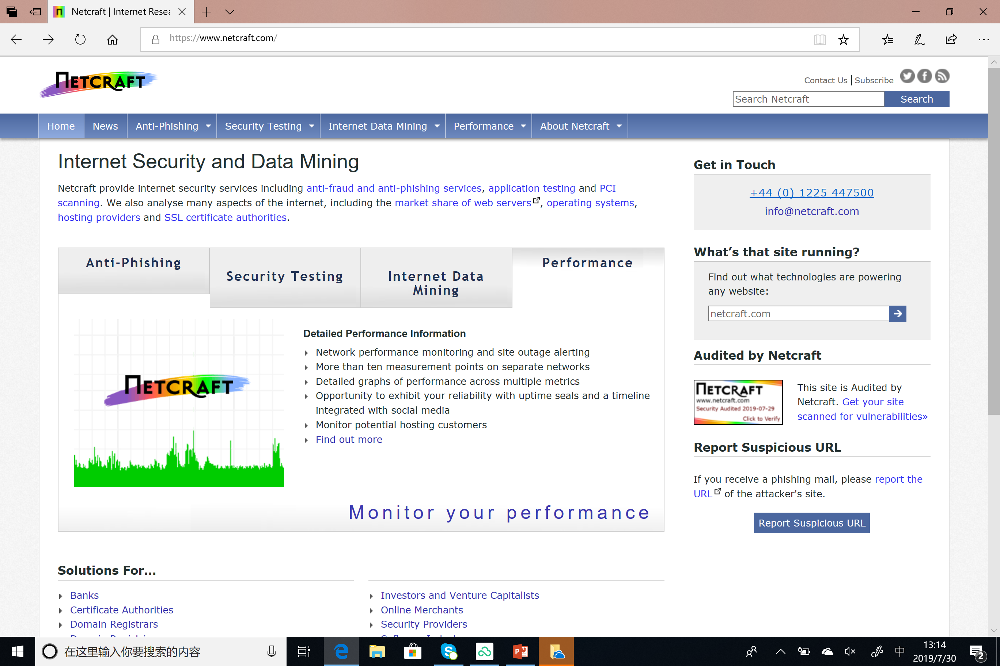 Netcraft | Internet Resea
https://www.netcraft.com/
NETCRAFT
Contact Us | Subscribe
Search Netcraft
Search
Home
News
Anti-Phishing
Security Testing
Internet Data Mining
Performance
About Netcraft
Internet Security and Data Mining
Netcraft provide internet security services including anti-fraud and anti-phishing services, application testing and PCI
scanning. We also analyse many aspects of the internet, including the market share of web servers, operating systems,
hosting providers and SSL certificate authorities.
Anti-Phishing
Security Testing
Internet Data
Mining
Performance
NETCRAFT
Detailed Performance Information
Network performance monitoring and site outage alerting
More than ten measurement points on separate networks
Detailed graphs of performance across multiple metrics
Opportunity to exhibit your reliability with uptime seals and a timeline
integrated with social media
Monitor potential hosting customers
Find out more
Monitor your performance
Solutions For...
Banks
Certificate Authorities
Domain Registrars
Investors and Venture Capitalists
Online Merchants
Security Providers
Get in Touch
+44 (0) 1225 447500
info@netcraft.com
What's that site running?
Find out what technologies are powering
any website:
netcraft.com
Audited by Netcraft
NETCRAFT
www.netcraft.com
Security Audited 2019-07-29
Click to Verify
This site is Audited by
Netcraft. Get your site
scanned for vulnerabilities»
Report Suspicious URL
If you receive a phishing mail, please report the
URL of the attacker's site.
Report Suspicious URL
在这里输入你要搜索的内容
中
13:14
2019/7/30
2